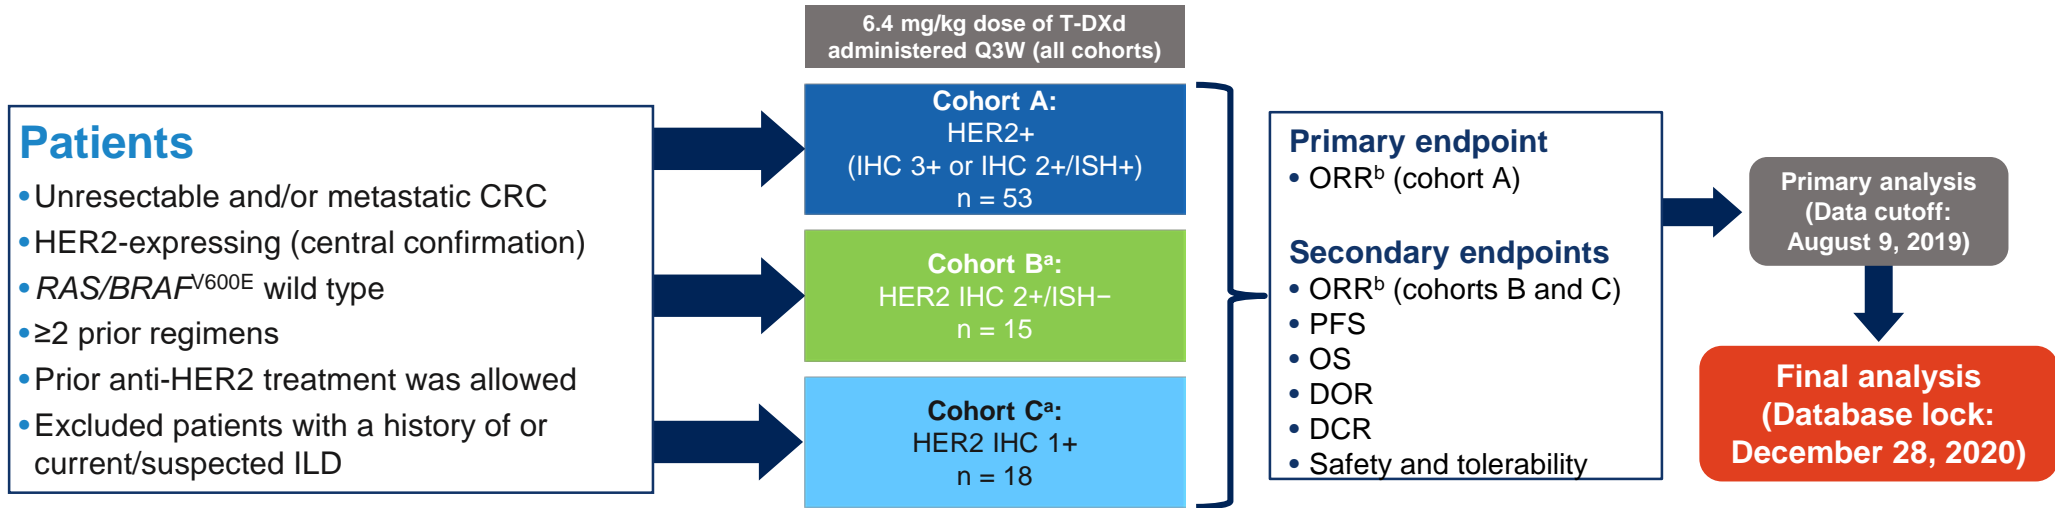 6.4 mg/kg dose of T-DXd
administered Q3W (all cohorts)
Patients
• Unresectable and/or metastatic CRC
• HER2-expressing (central confirmation)
• RAS/BRAFV600E wild type
• ≥2 prior regimens
• Prior anti-HER2 treatment was allowed
• Excluded patients with a history of or
current/suspected ILD
Cohort A:
HER2+
(IHC 3+ or IHC 2+/ISH+)
n = 53
Cohort Bᵃ:
HER2 IHC 2+/ISH−
n = 15
Cohort Cᵃ:
HER2 IHC 1+
n = 18
Primary endpoint
• ORRᵇ (cohort A)
Secondary endpoints
• ORRᵇ (cohorts B and C)
• PFS
• OS
• DOR
• DCR
• Safety and tolerability
Primary analysis
(Data cutoff:
August 9, 2019)
Final analysis
(Database lock:
December 28, 2020)